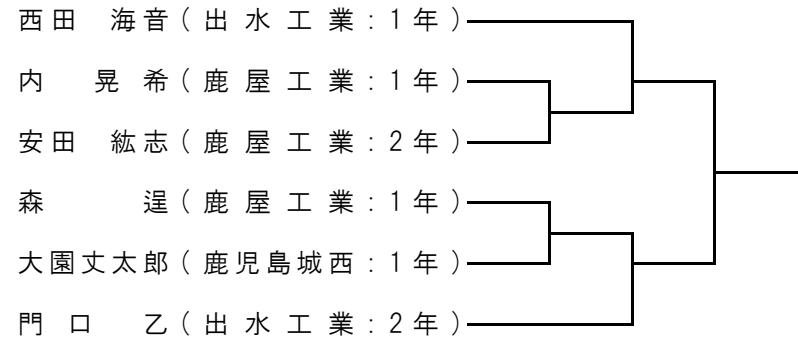 西田 海音(出水工業:1年)
内 晃希(鹿屋工業:1年)
安田 紘志(鹿屋工業:2年)
森 逞(鹿屋工業:1年)
大園丈太郎(鹿児島城西:1年)
門口 乙(出水工業:2年)